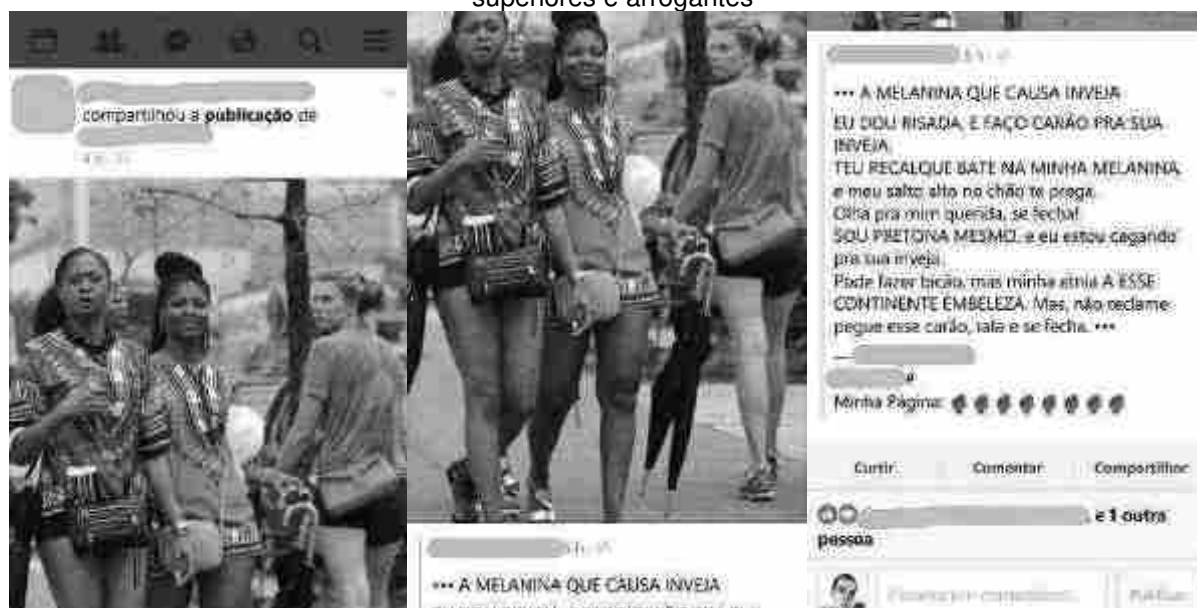 superiores e arrogantes
compartilhou a publicação de
••• A MELANINA QUE CAUSA INVEJA
••• A MELANINA QUE CAUSA INVEJA
EU DOU RISADA, E FAÇO CARÃO PRA SUA
INVEJA.
TEU RECALQUE BATE NA MINHA MELANINA,
e meu salto alto no chão te prega.
Olha pra mim querida, se fecha!
SOU PRETONA MESMO, e eu estou cagando
pra sua inveja.
Pode fazer bicão, mas minha etnia A ESSE
CONTINENTE EMBELEZA. Mas, não reclame
pegue esse carão, rala e se fecha. •••
Minha Página:
Curtir Comentar Compartilhar
e 1 outra
pessoa
Publicar